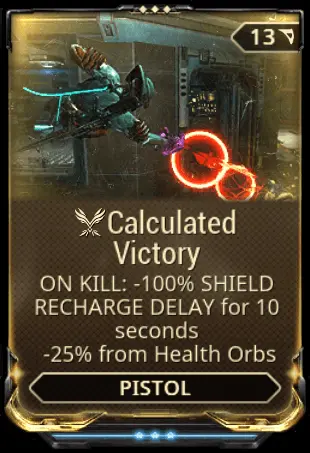 13
Calculated
Victory
ON KILL: -100% SHIELD
RECHARGE DELAY for 10
seconds
-25% from Health Orbs
PISTOL